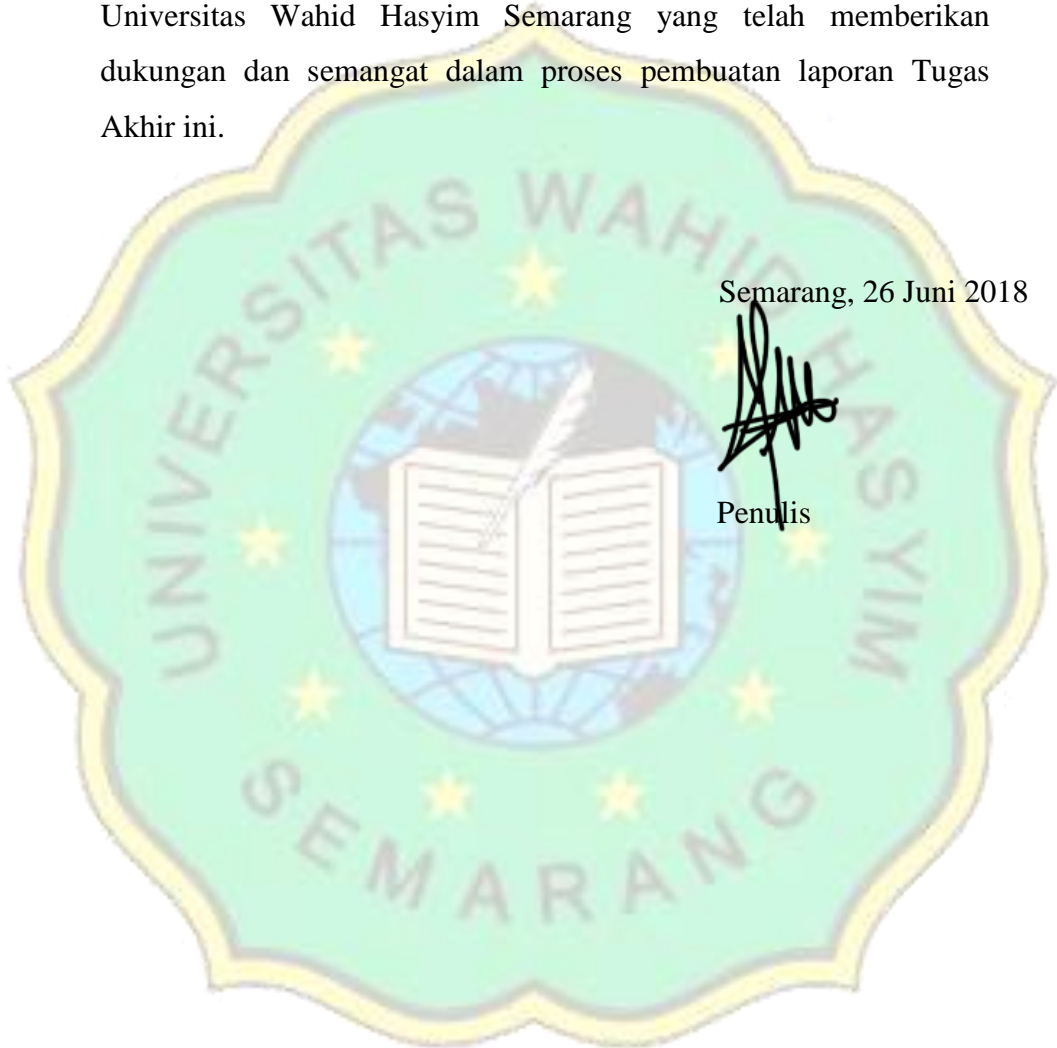 Universitas Wahid Hasyim Semarang yang telah memberikan
dukungan dan semangat dalam proses pembuatan laporan Tugas
Akhir ini.
UNIVERSITAS WAHID HASYIM
Semarang, 26 Juni 2018
Penulis
SEMARANG